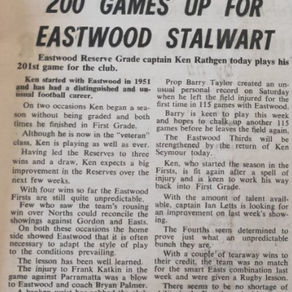 200 GAMES UP FOR
EASTWOOD STALWART
Eastwood Reserve Grade captain Ken Rathgen today plays his
201st game for the club.
Ken started with Eastwood in 1951
and has had a distinguished and un-
usual football career.
On two occasions Ken began a sea-
son without being graded and both
times he finished in First Grade.
Although he is now in the "veteran"
class, Ken is playing as well as ever.
Having led the Reserves to three
wins and a draw, Ken expects a big
improvement in the Reserves over the
next few weeks.
With four wins so far the Eastwood
Firsts are still quite unpredictable.
Few who saw the team's rousing
win over Norths could reconcile the
showings against Gordon and Easts.
On both these occasions the home
side showed Eastwood that it is often
necessary to adapt the style of play
to the conditions prevailing.
The lesson has been well learned.
The injury to Frank Katkin in the
game against Parramatta was a blow
to Eastwood and coach Bryan Palmer.
Prop Barry Taylor created an un-
usual personal record on Saturday
when he left the field injured for the
first time in 115 games with Eastwood.
Barry is keen to play this week
and hopes to chalk up another 115
games before he leaves the field again.
The Eastwood Thirds will be
strengthened by the return of Ken
Seymour today.
Ken, who started the season in the
Firsts, is fit again after a spell of
injury and is keen to work his way
back into First Grade.
With the amount of talent avail-
able, captain Ian Letts is looking for
an improvement on last week's show-
ing.
The Fourths seem determined to
prove just what an unpredictable
bunch they are.
With a couple of tearaway wins to
their credit, the team was no match
for the smart Easts combination last
week and were given a Rugby lesson.
There seems to be no shortage of